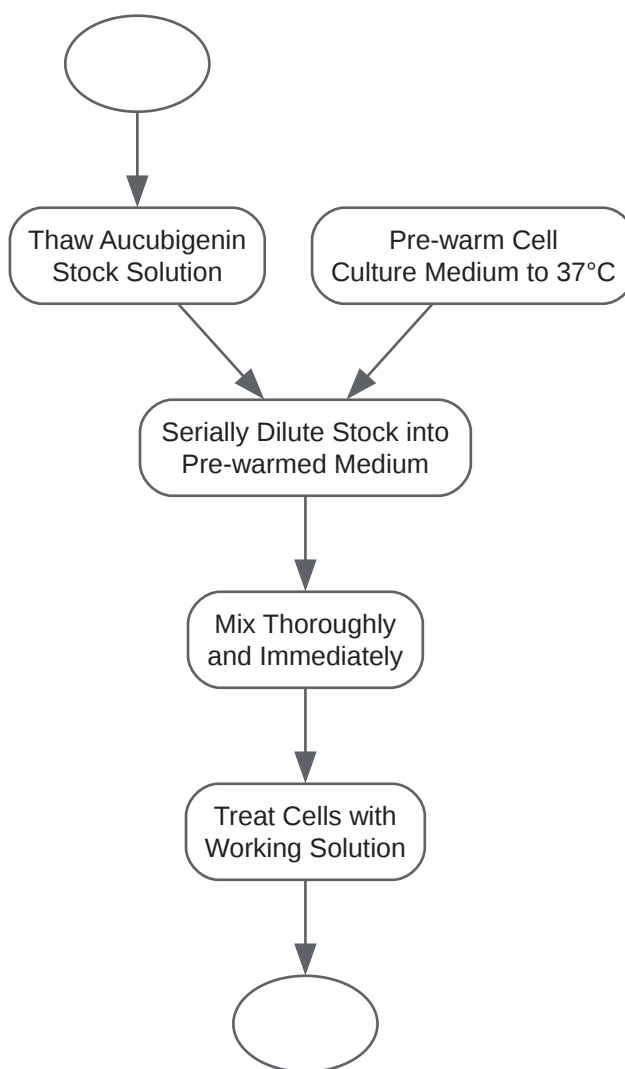 Thaw Aucubigenin
Stock Solution
Pre-warm Cell
Culture Medium to 37°C
Serially Dilute Stock into
Pre-warmed Medium
Mix Thoroughly
and Immediately
Treat Cells with
Working Solution